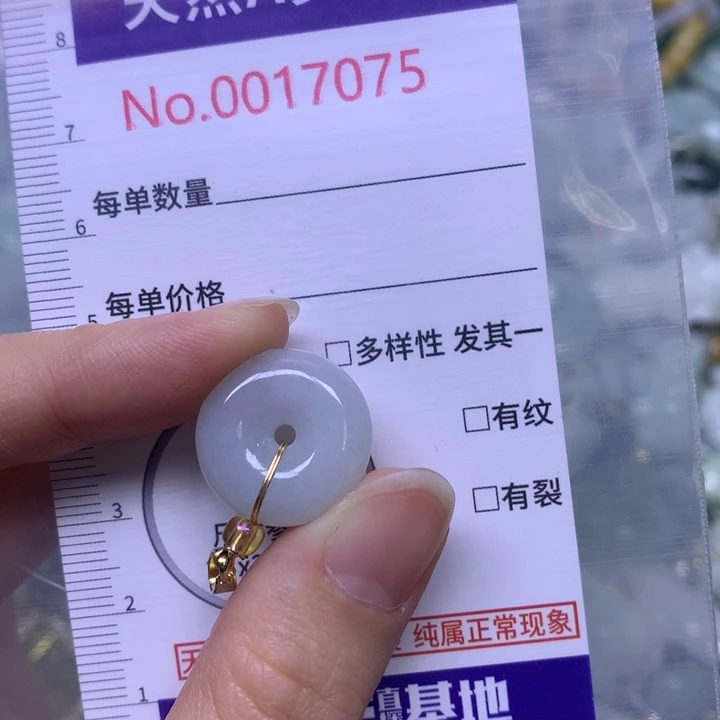 8
No.0017075
7
每单数量
6
每单价格
5
□多样性 发其一
□有纹
□有裂
3
2
纯属正常现象
1
基地